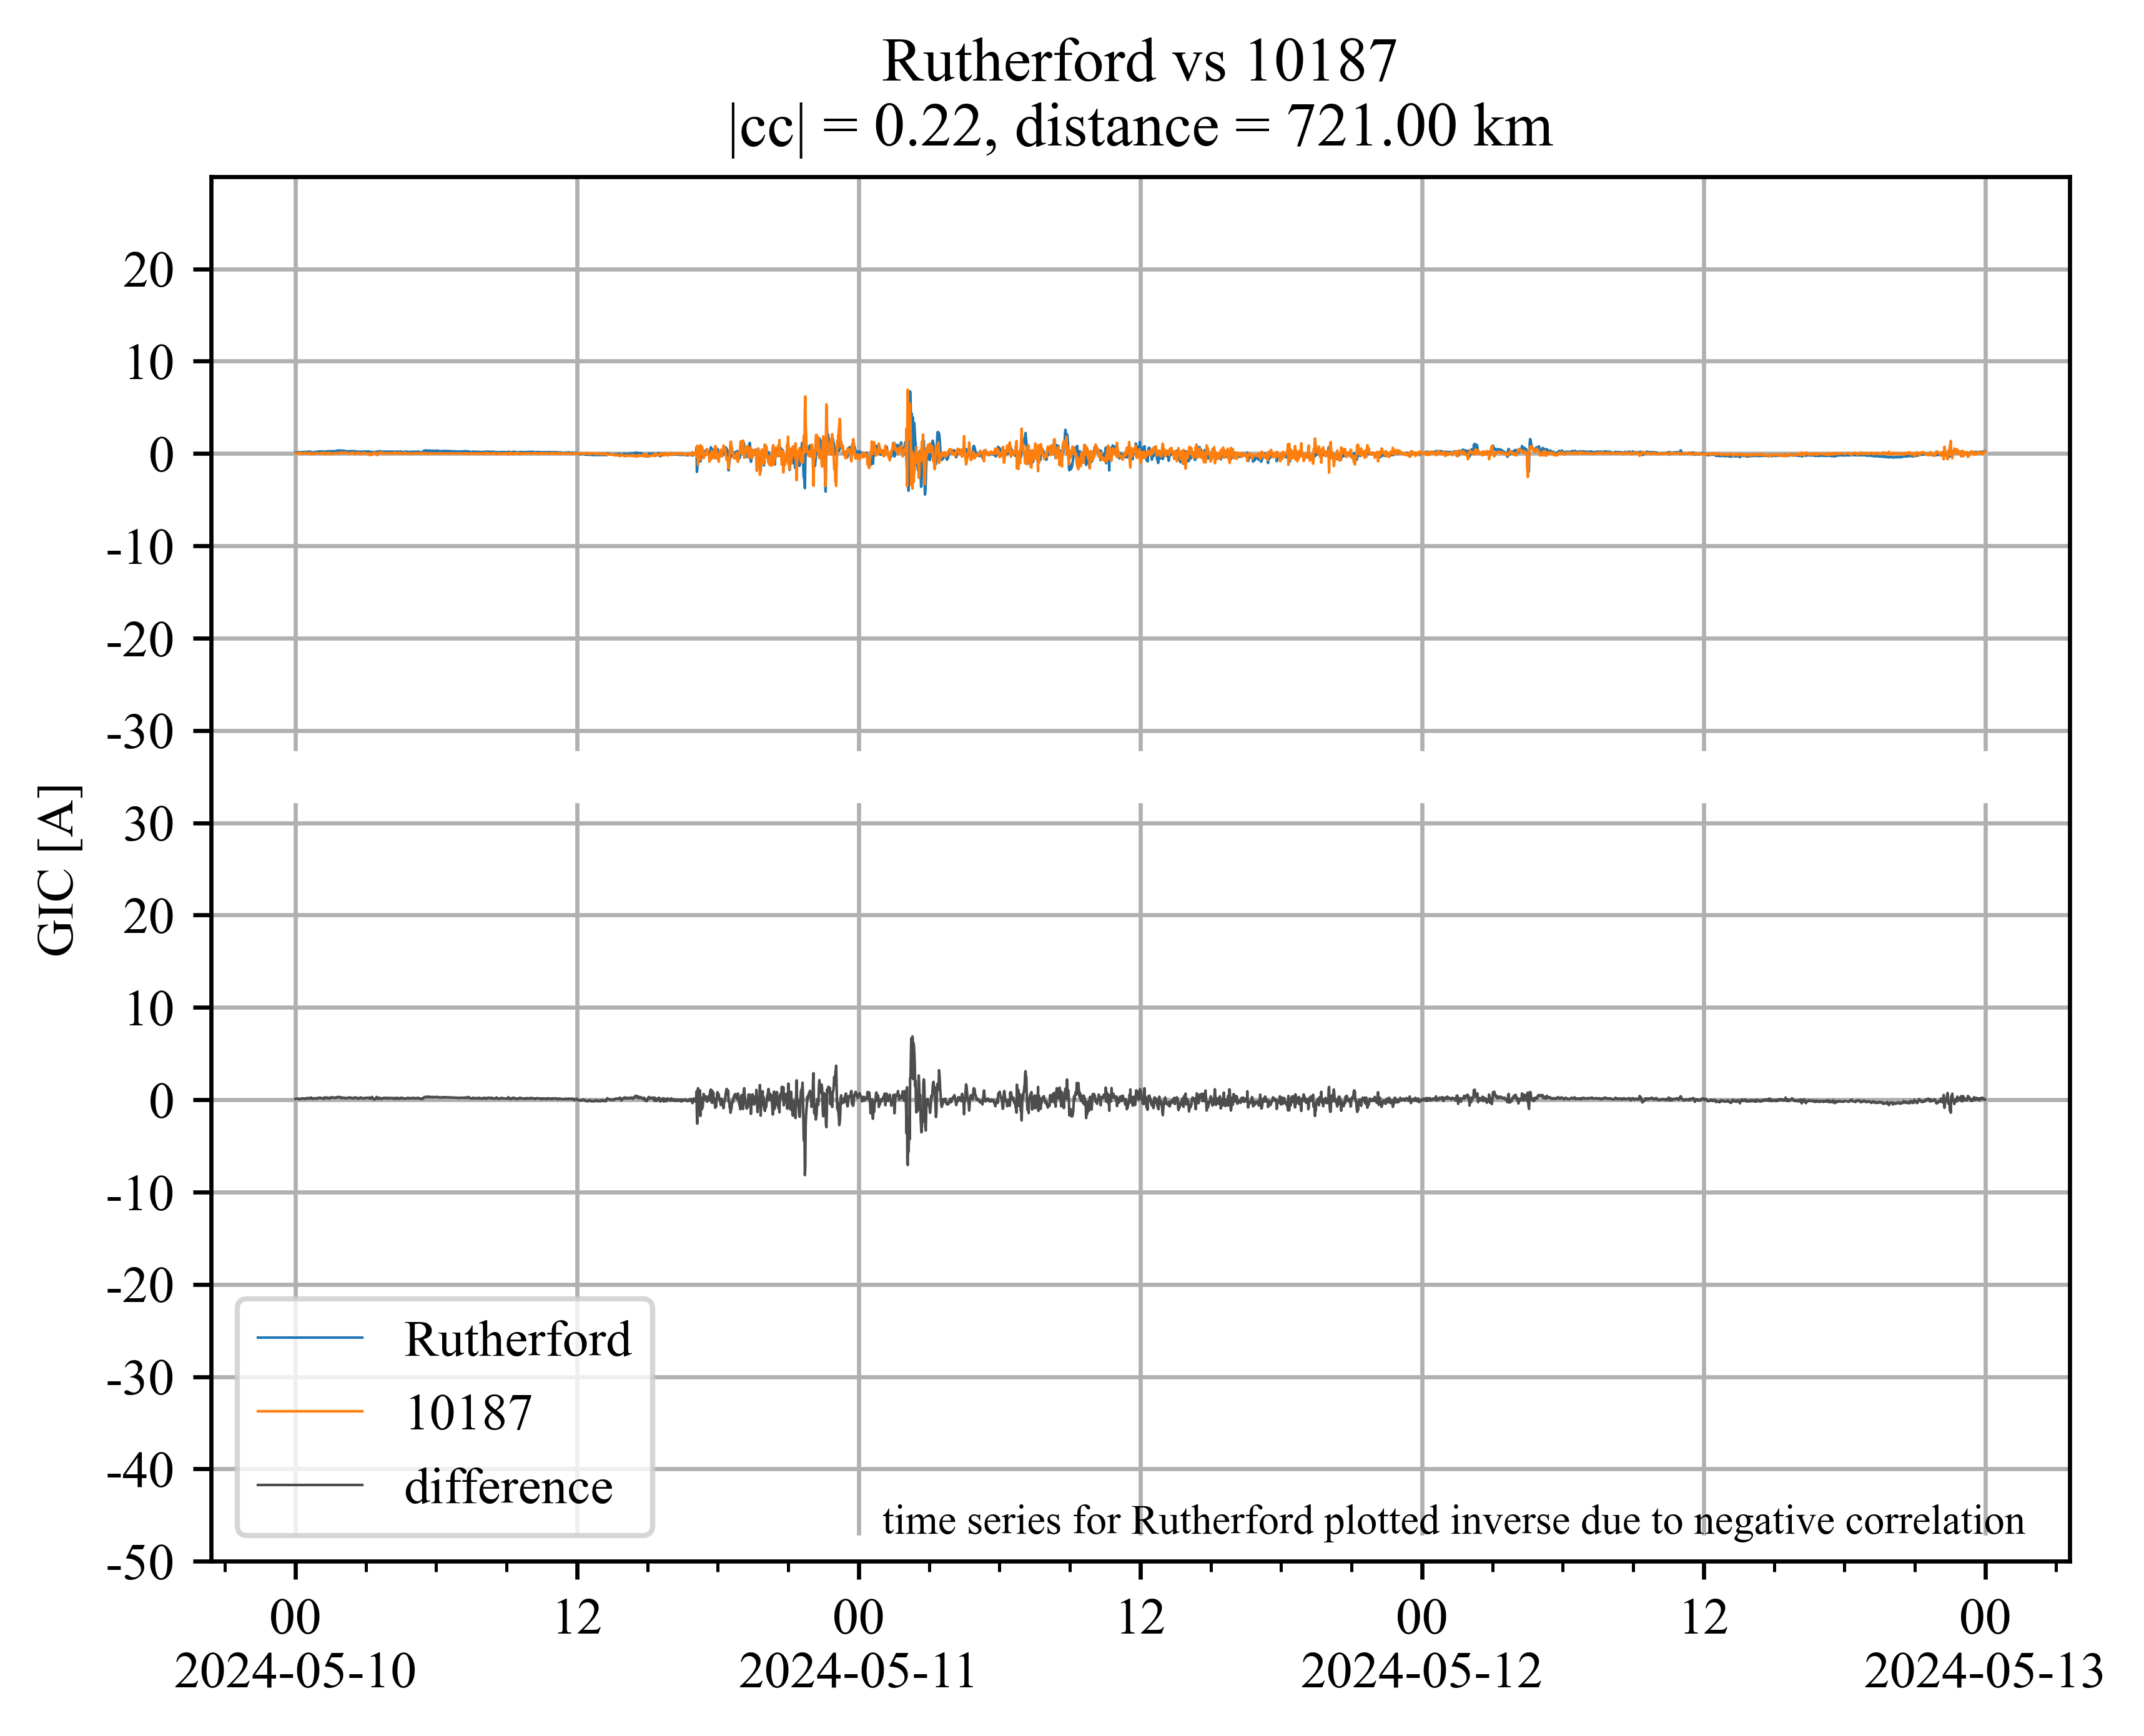 Rutherford vs 10187
|cc| = 0.22, distance = 721.00 km
20
10
0
-10
-20
-30
30
20
10
0
-10
-20
-30
-40
-50
GIC [A]
Rutherford
10187
difference
time series for Rutherford plotted inverse due to negative correlation
00 12 00 12 00 12 00
2024-05-10 2024-05-11 2024-05-12 2024-05-13